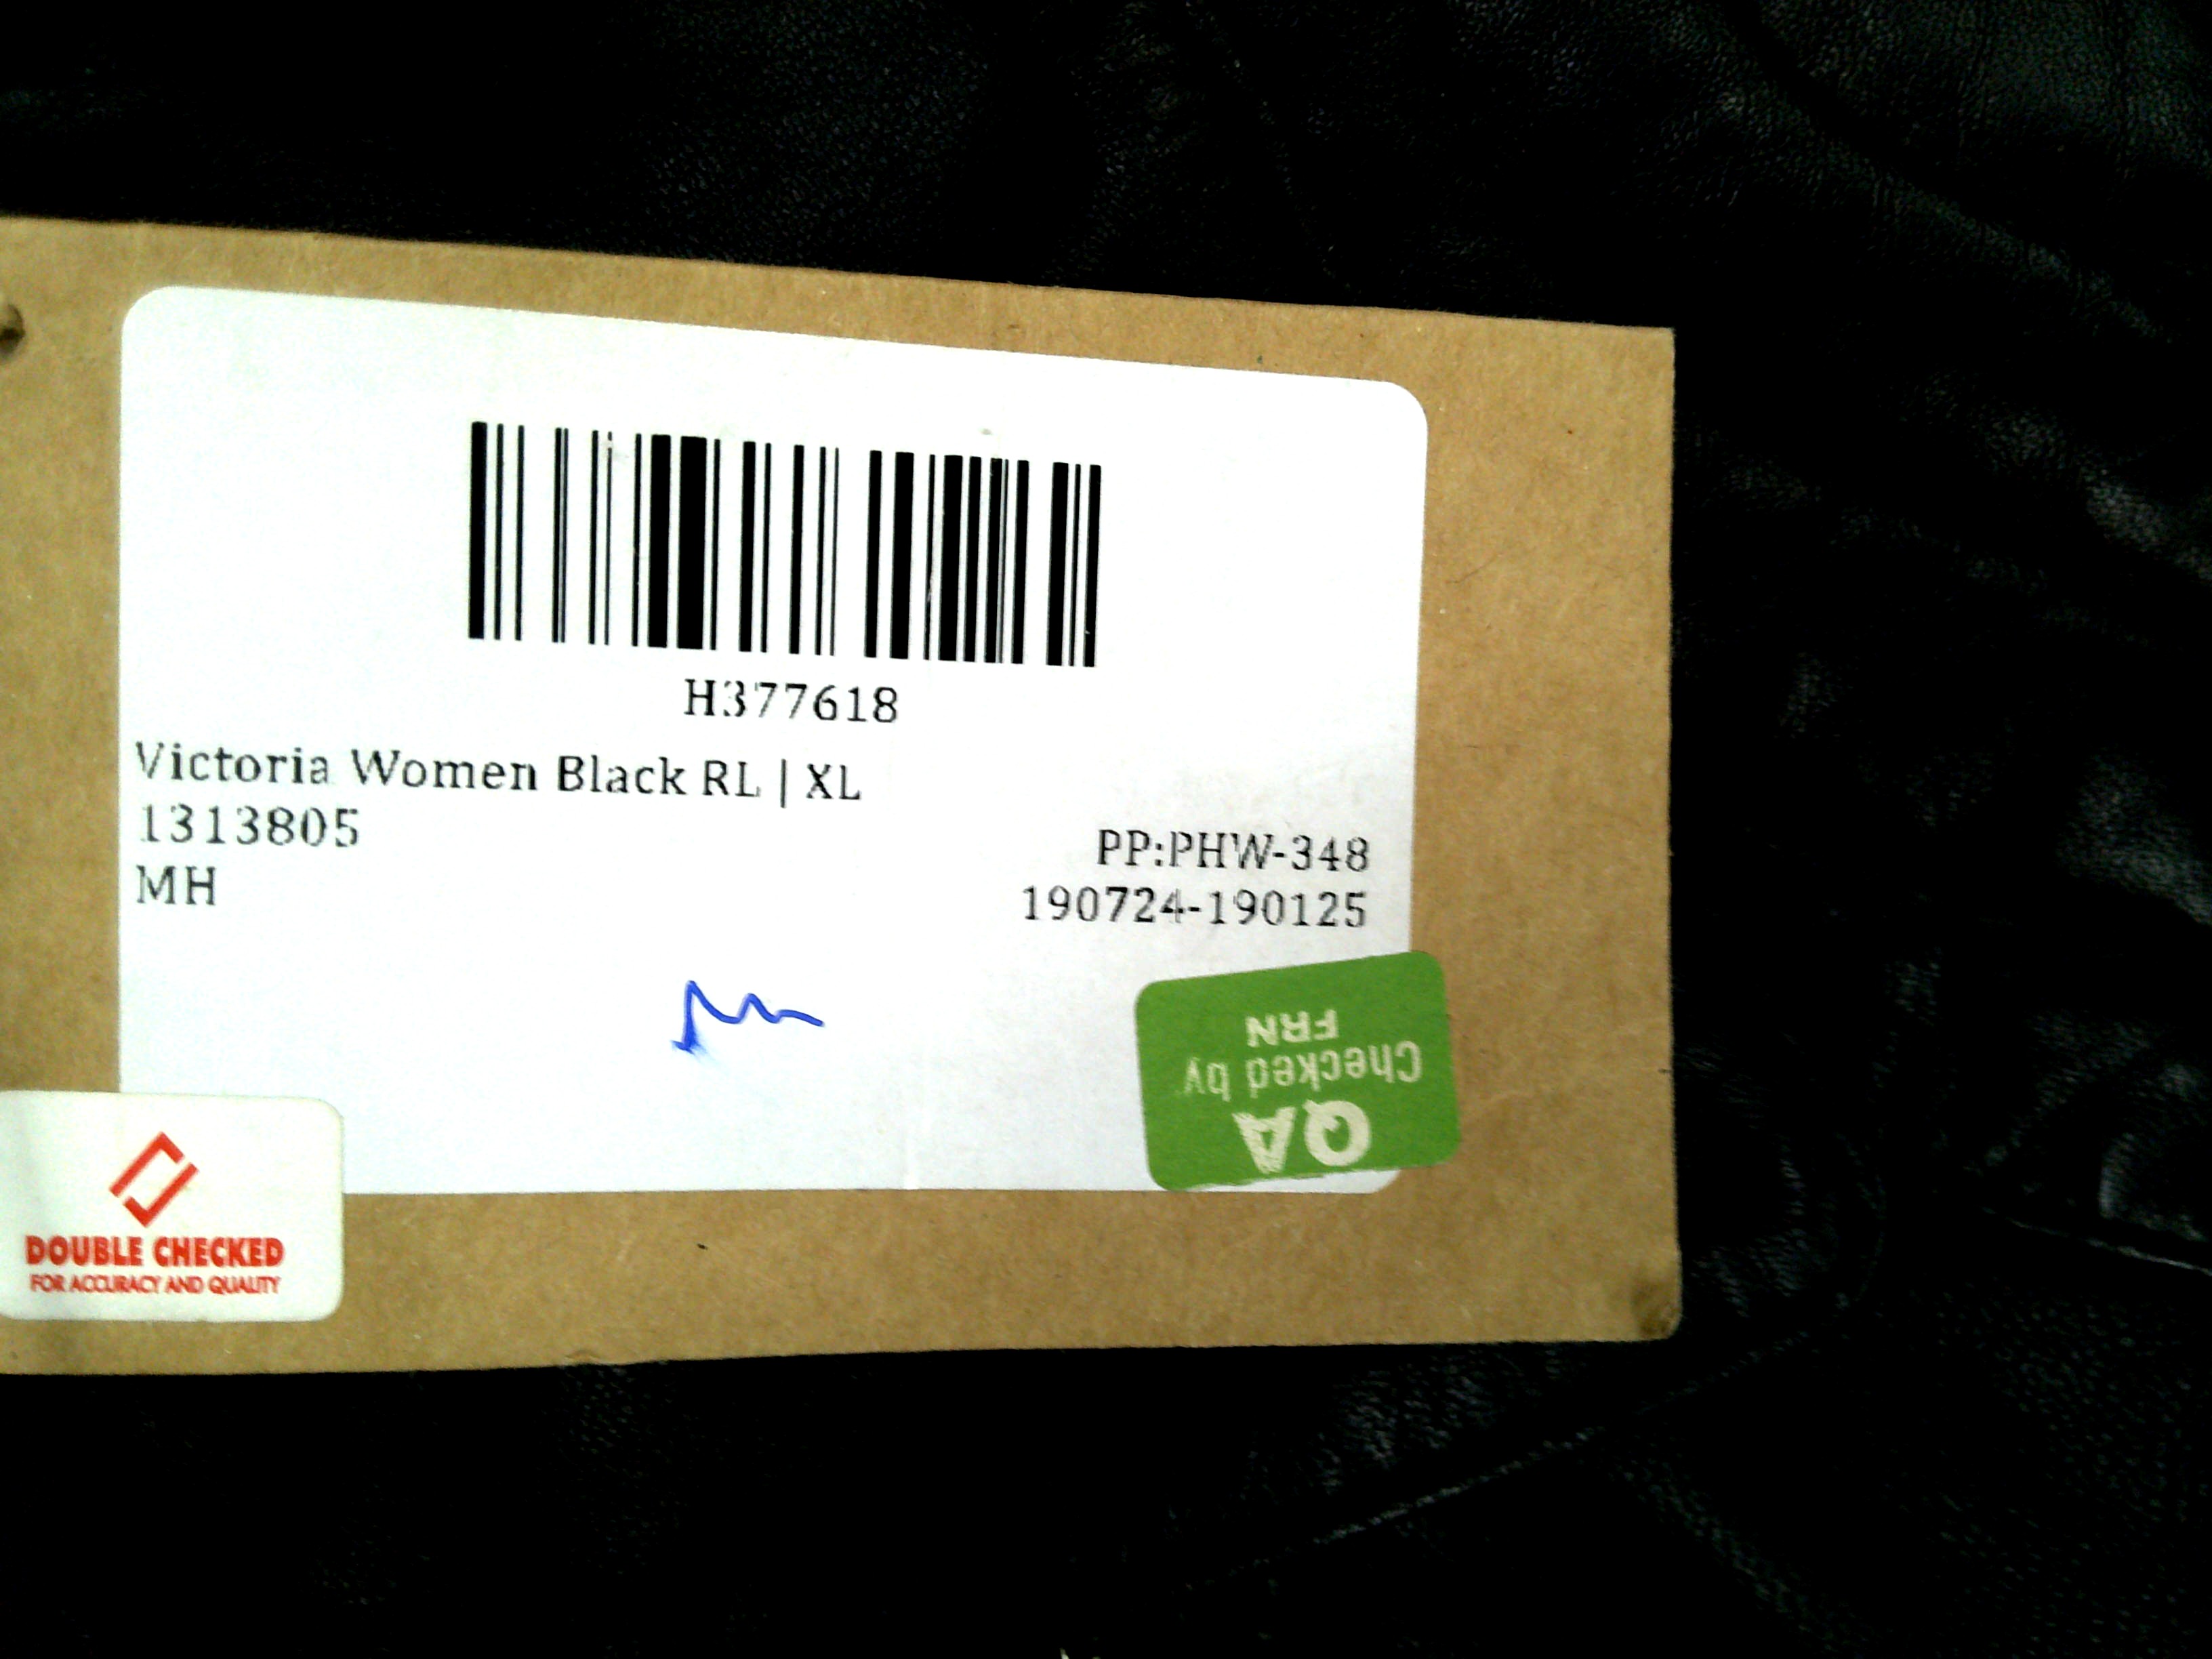 H377618
Victoria Women Black RL | XL
1313805
PP:PHW-348
MH
190724-190125
QA
Checked by
FRN
DOUBLE CHECKED
FOR ACCURACY AND QUALITY